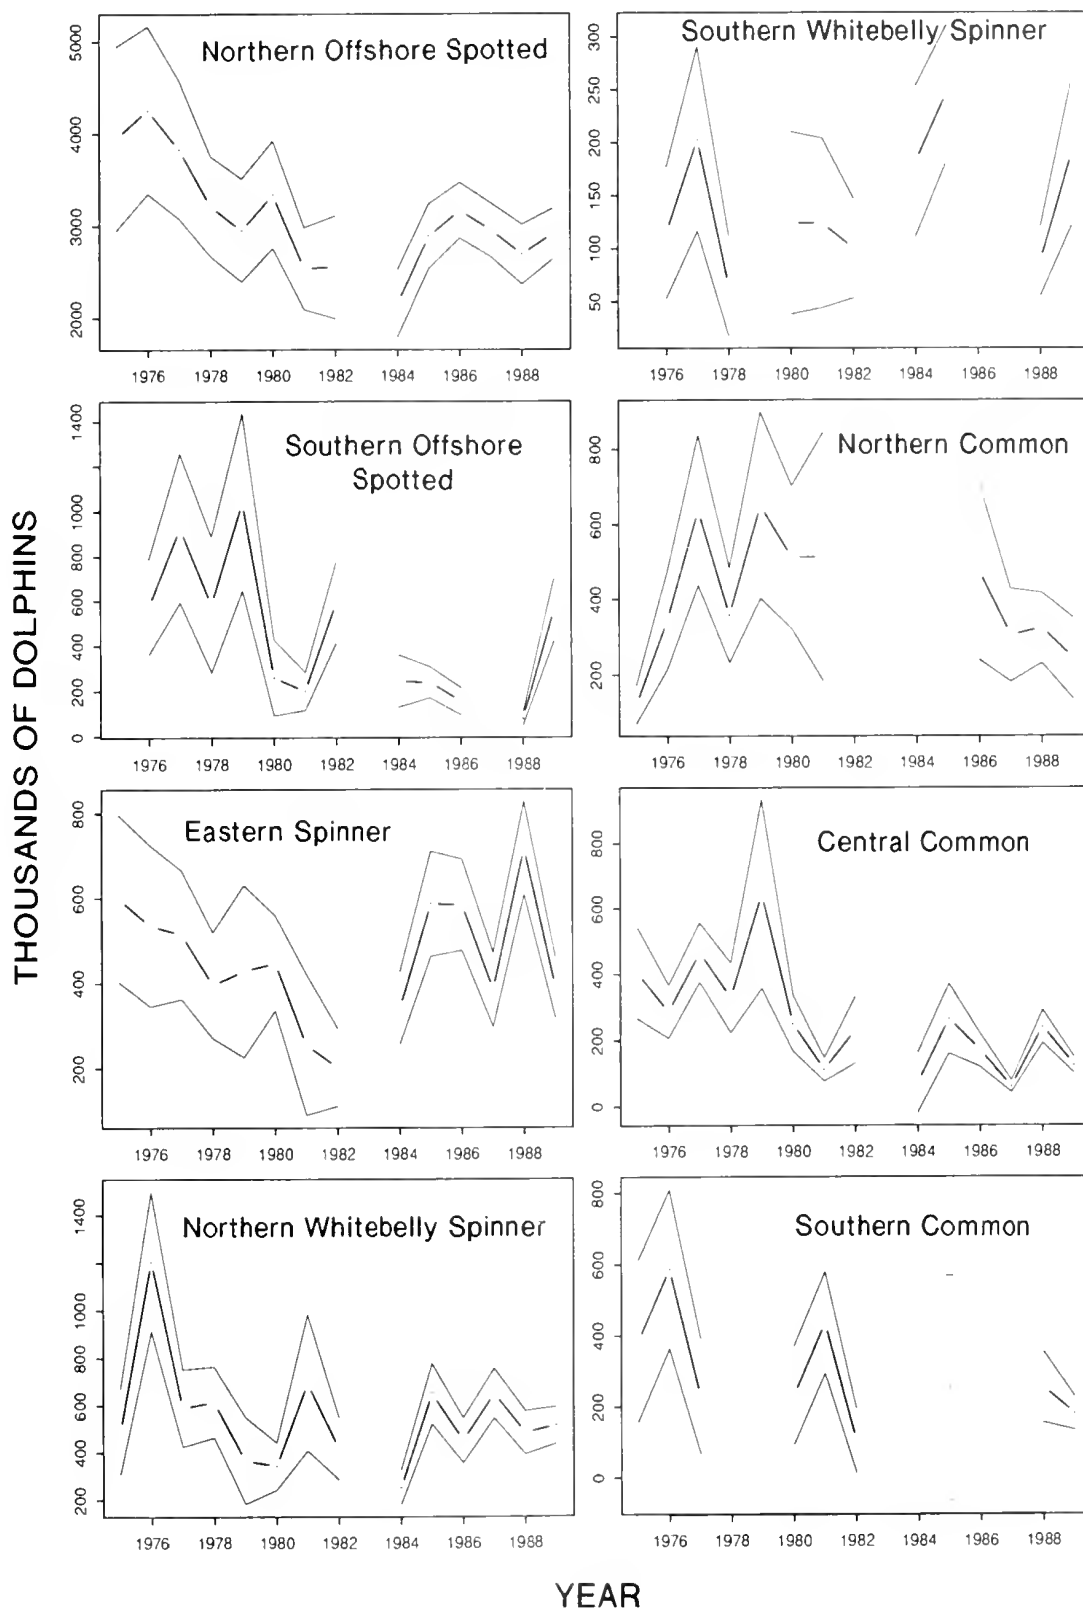 THOUSANDS OF DOLPHINS
Northern Offshore Spotted
5000
4000
3000
2000
1976 1978 1980 1982 1984 1986 1988
Southern Whitebelly Spinner
300
250
200
150
100
50
1976 1978 1980 1982 1984 1986 1988
Southern Offshore
Spotted
1400
1000
800
600
400
200
0
1976 1978 1980 1982 1984 1986 1988
Northern Common
800
600
400
200
1976 1978 1980 1982 1984 1986 1988
Eastern Spinner
800
600
400
200
1976 1978 1980 1982 1984 1986 1988
Central Common
800
600
400
200
0
1976 1978 1980 1982 1984 1986 1988
Northern Whitebelly Spinner
1400
1000
800
600
400
200
1976 1978 1980 1982 1984 1986 1988
Southern Common
800
600
400
200
0
1976 1978 1980 1982 1984 1986 1988
YEAR